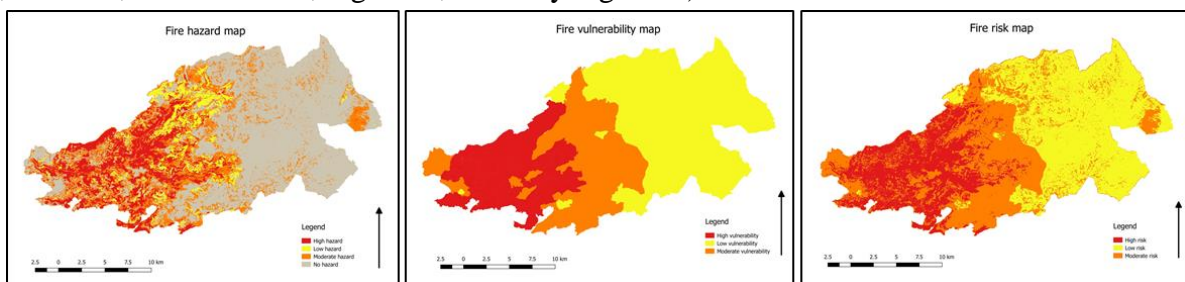 Fire hazard map
Legend
High hazard
Low hazard
Moderate hazard
No hazard
2.5 0 2.5 5 7.5 10 km
Fire vulnerability map
Legend
High vulnerability
Low vulnerability
Moderate vulnerability
2.5 0 2.5 5 7.5 10 km
Fire risk map
Legend
High risk
Low risk
Moderate risk
2.5 0 2.5 5 7.5 10 km